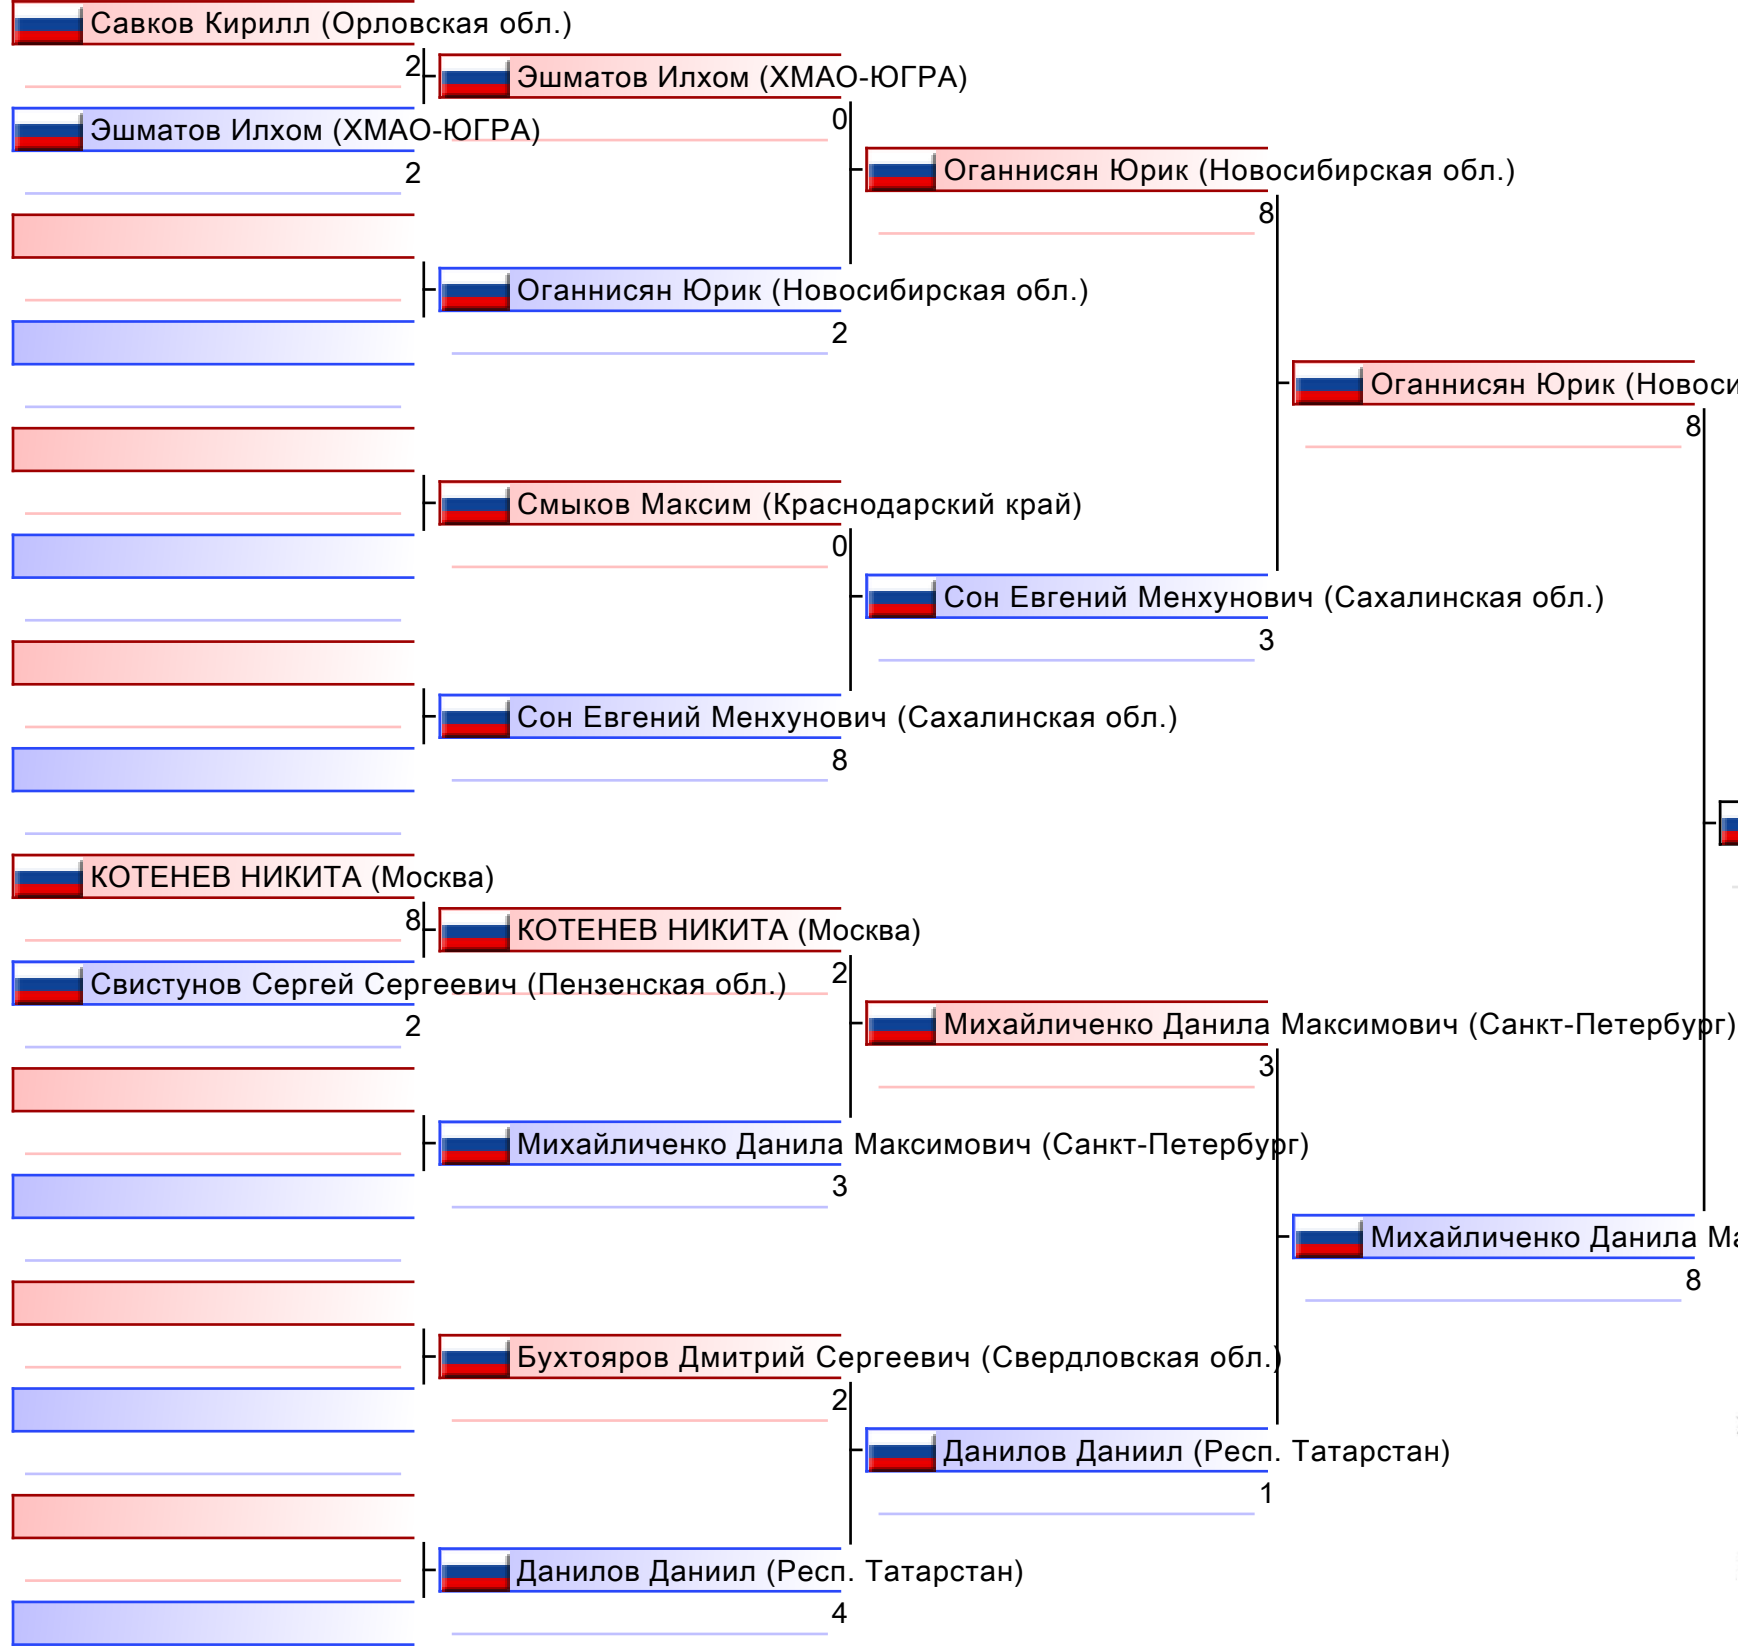 Савков Кирилл (Орловская обл.)
2
Эшматов Илхом (ХМАО-ЮГРА)
2
Эшматов Илхом (ХМАО-ЮГРА)
0
Оганнисян Юрик (Новосибирская обл.)
2
Оганнисян Юрик (Новосибирская обл.)
8
Смыков Максим (Краснодарский край)
0
Сон Евгений Менхунович (Сахалинская обл.)
8
Сон Евгений Менхунович (Сахалинская обл.)
3
Оганнисян Юрик (Новоси
8
КОТЕНЕВ НИКИТА (Москва)
8
Свистунов Сергей Сергеевич (Пензенская обл.)
2
КОТЕНЕВ НИКИТА (Москва)
2
Михайличенко Данила Максимович (Санкт-Петербург)
3
Михайличенко Данила Максимович (Санкт-Петербург)
3
Бухтояров Дмитрий Сергеевич (Свердловская обл.)
2
Данилов Даниил (Респ. Татарстан)
4
Данилов Даниил (Респ. Татарстан)
1
Михайличенко Данила Ма
8